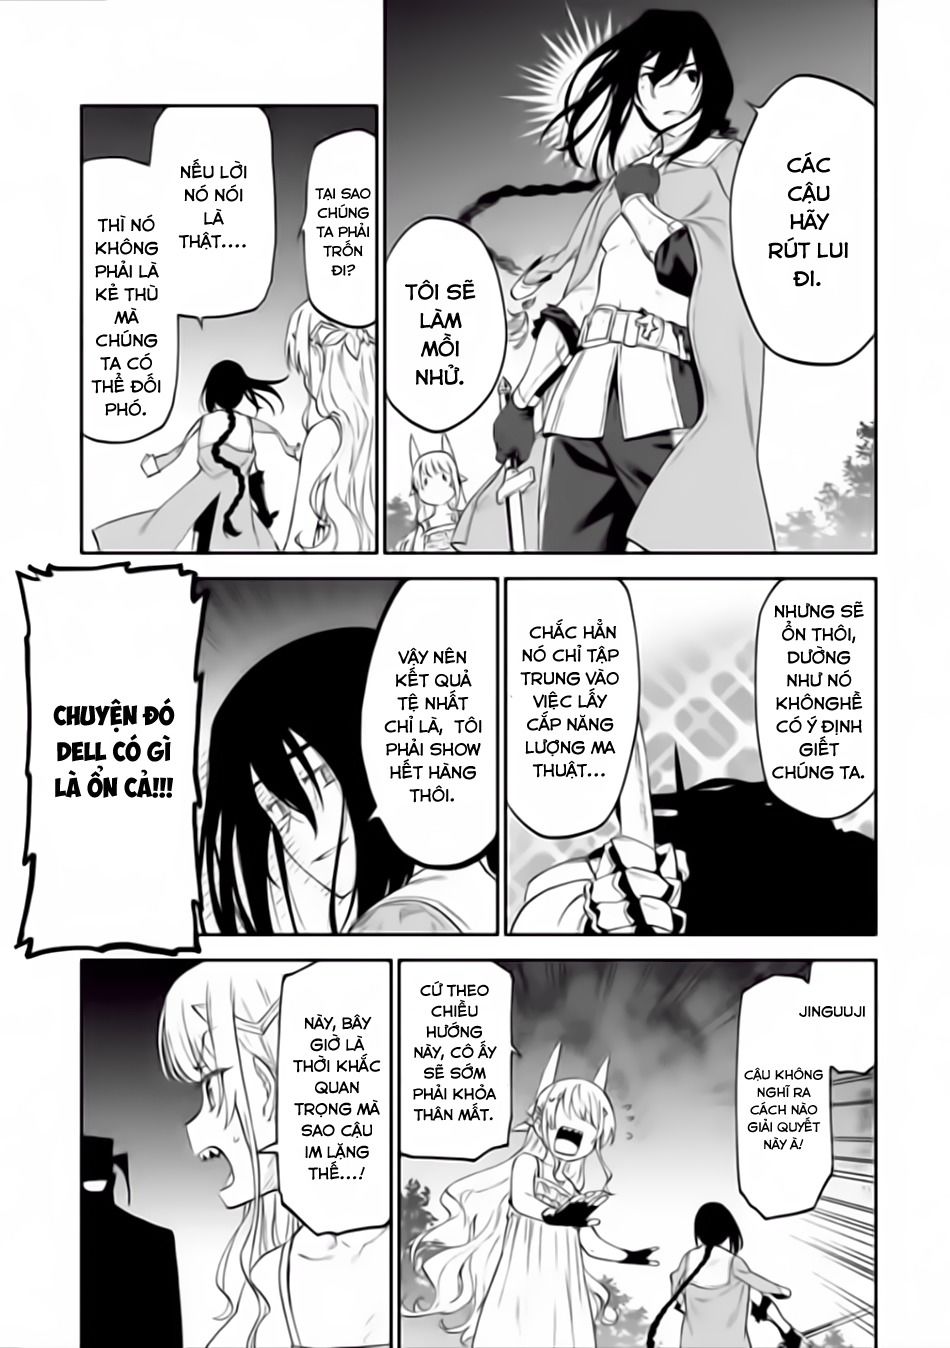 CÁC
CẬU
HÃY
RÚT LUI
ĐI.
TÔI SẼ
LÀM
MỒI
NHỬ.
TẠI SAO
CHÚNG
TA PHẢI
TRỐN
ĐI?
NẾU LỜI
NÓ NÓI
LÀ
THẬT....
THÌ NÓ
KHÔNG
PHẢI LÀ
KẺ THÙ
MÀ
CHÚNG
TA CÓ
THỂ ĐỐI
PHÓ.
NHƯNG SẼ
ỔN THÔI,
DƯỜNG
NHƯ NÓ
KHÔNGHỀ
CÓ Ý ĐỊNH
GIẾT
CHÚNG TA.
CHẮC HẲN
NÓ CHỈ TẬP
TRUNG VÀO
VIỆC LẤY
CẮP NĂNG
LƯỢNG MA
THUẬT...
VẬY NÊN
KẾT QUẢ
TỆ NHẤT
CHỈ LÀ, TÔI
PHẢI SHOW
HẾT HÀNG
THÔI.
CHUYỆN ĐÓ
DELL CÓ GÌ
LÀ ỔN CẢ!!!
JINGUUJI
CẬU KHÔNG
NGHĨ RA
CÁCH NÀO
GIẢI QUYẾT
NÀY À!
CỨ THEO
CHIỀU
HƯỚNG
NÀY, CÔ ẤY
SẼ SỚM
PHẢI KHỎA
THÂN MẤT.
NÀY, BÂY
GIỜ LÀ
THỜI KHẮC
QUAN
TRỌNG MÀ
SAO CẬU
IM LẶNG
THẾ...!